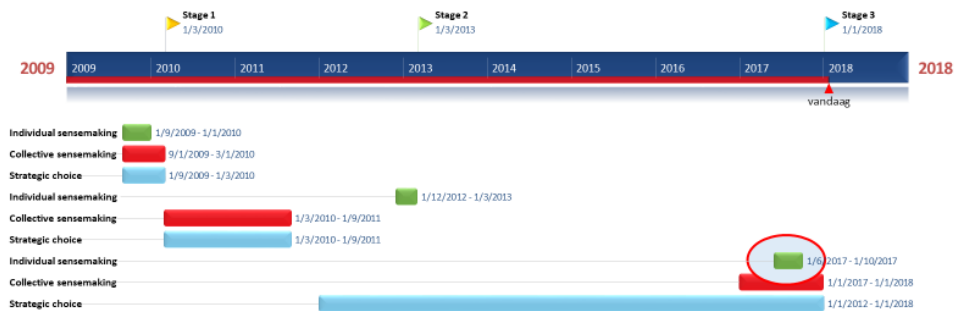 Stage 1
1/3/2010
Stage 2
1/3/2013
Stage 3
1/1/2018
2009 2009 2010 2011 2012 2013 2014 2015 2016 2017 2018 2018
vandaag
Individual sensemaking 1/9/2009 - 1/1/2010
Collective sensemaking 9/1/2009 - 3/1/2010
Strategic choice 1/9/2009 - 1/3/2010
Individual sensemaking 1/12/2012 - 1/3/2013
Collective sensemaking 1/3/2010 - 1/9/2011
Strategic choice 1/3/2010 - 1/9/2011
Individual sensemaking 1/6/2017 - 1/10/2017
Collective sensemaking 1/1/2017 - 1/1/2018
Strategic choice 1/1/2012 - 1/1/2018